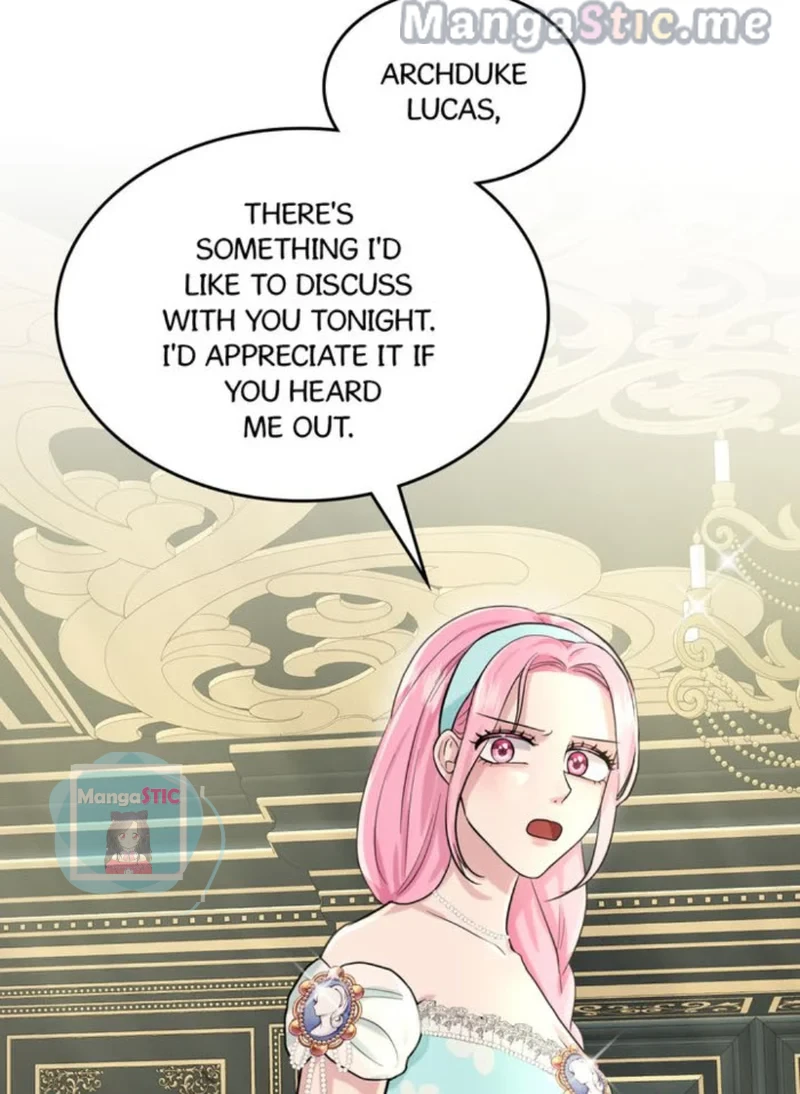 MangaStic.me
ARCHDUKE
LUCAS,
THERE'S
SOMETHING I'D
LIKE TO DISCUSS
WITH YOU TONIGHT.
I'D APPRECIATE IT IF
YOU HEARD
ME OUT.
MangaSTIC